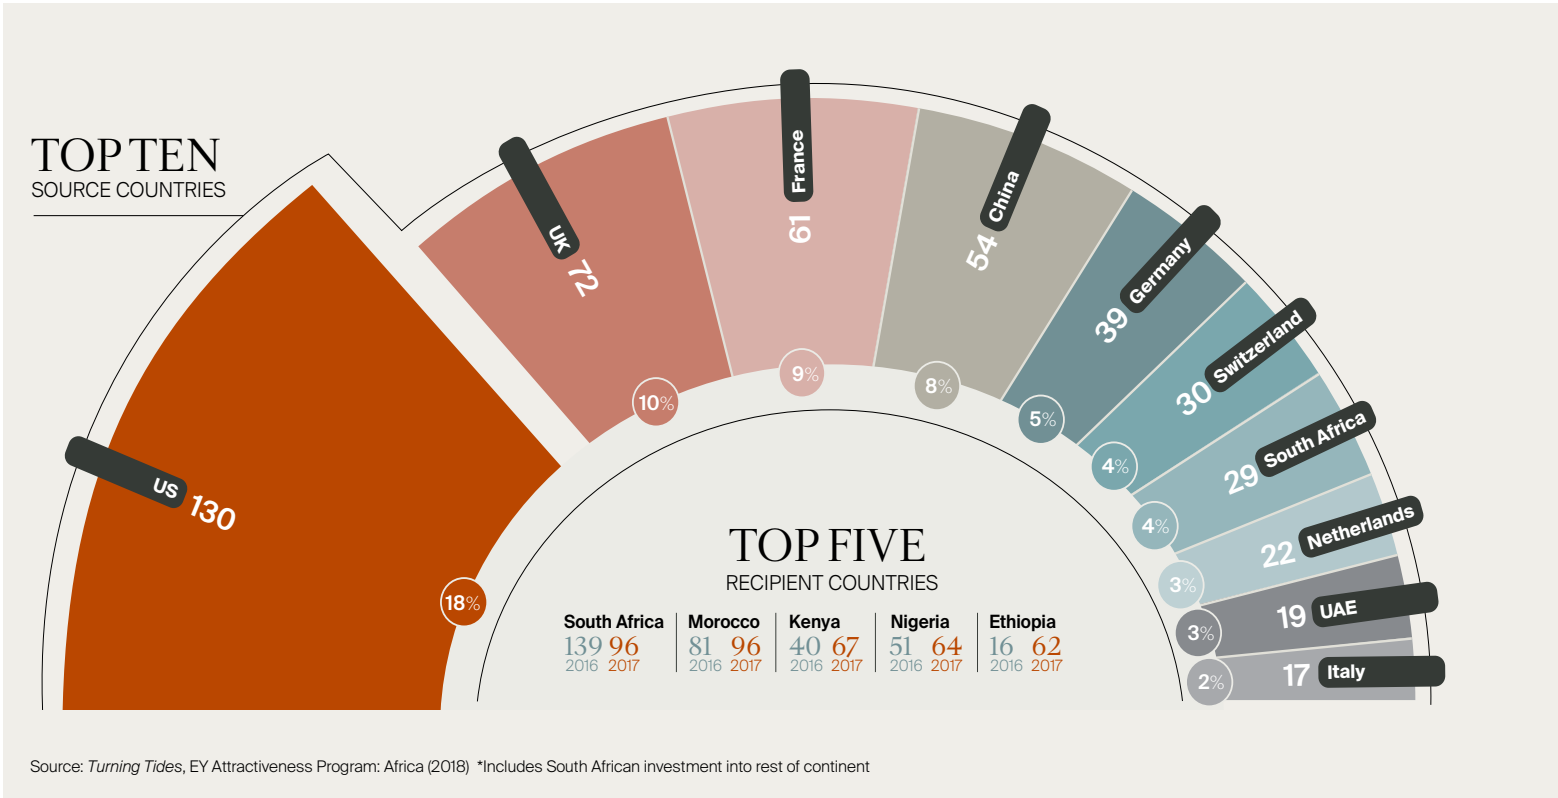 TOP TEN
SOURCE COUNTRIES
US 130
18%
UK 72
10%
France 61
9%
China 54
8%
Germany 39
5%
Switzerland 30
4%
South Africa 29
4%
Netherlands 22
3%
UAE 19
3%
Italy 17
2%
TOP FIVE
RECIPIENT COUNTRIES
South Africa Morocco Kenya Nigeria Ethiopia
139 96 81 96 40 67 51 64 16 62
2016 2017 2016 2017 2016 2017 2016 2017 2016 2017
Source: Turning Tides, EY Attractiveness Program: Africa (2018) *Includes South African investment into rest of continent